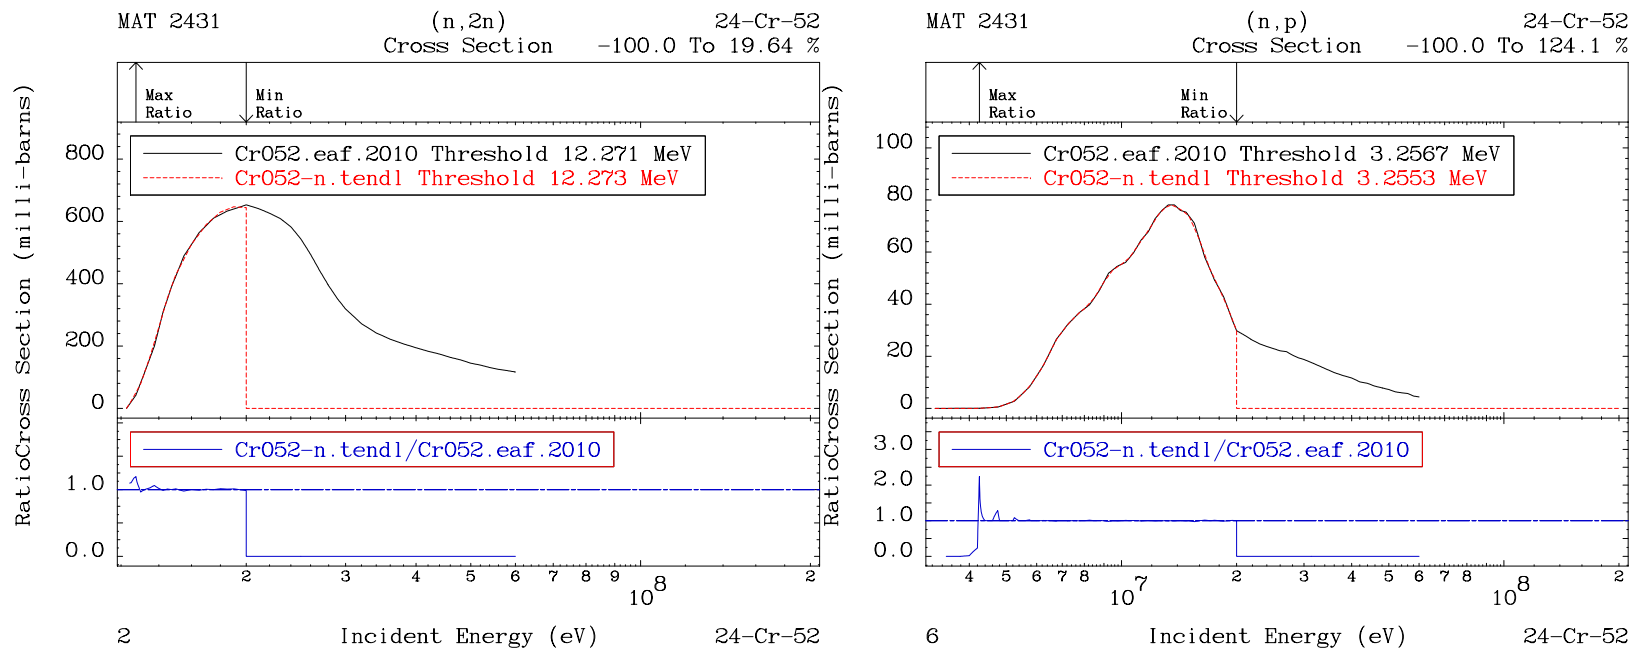 MAT 2431 (n,2n) 24-Cr-52
Cross Section -100.0 To 19.64 %
Max Ratio
Min Ratio
Cr052.eaf.2010 Threshold 12.271 MeV
Cr052-n.tendl Threshold 12.273 MeV
800
600
400
200
0
Cross Section (milli-barns)
Cr052-n.tendl/Cr052.eaf.2010
1.0
0.0
Ratio
2 3 4 5 6 7 8 9 10^8 2
2 Incident Energy (eV) 24-Cr-52
MAT 2431 (n,p) 24-Cr-52
Cross Section -100.0 To 124.1 %
Max Ratio
Min Ratio
Cr052.eaf.2010 Threshold 3.2567 MeV
Cr052-n.tendl Threshold 3.2553 MeV
100
80
60
40
20
0
Cross Section (milli-barns)
Cr052-n.tendl/Cr052.eaf.2010
3.0
2.0
1.0
0.0
Ratio
4 5 6 7 8 10^7 2 3 4 5 6 7 8 10^8 2
6 Incident Energy (eV) 24-Cr-52